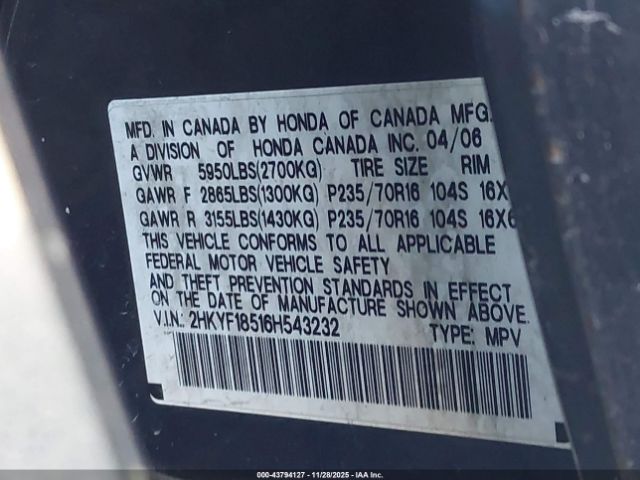 MFD. IN CANADA BY HONDA OF CANADA MFG.
A DIVISION OF HONDA CANADA INC. 04/06
GVWR 5950LBS(2700KG) TIRE SIZE RIM
GAWR F 2865LBS(1300KG) P235/70R16 104S 16X
GAWR R 3155LBS(1430KG) P235/70R16 104S 16X6
THIS VEHICLE CONFORMS TO ALL APPLICABLE
FEDERAL MOTOR VEHICLE SAFETY
AND THEFT PREVENTION STANDARDS IN EFFECT
ON THE DATE OF MANUFACTURE SHOWN ABOVE.
V.I.N.: 2HKYF18516H543232 TYPE: MPV
000-43794127 - 11/28/2025 - IAA Inc.